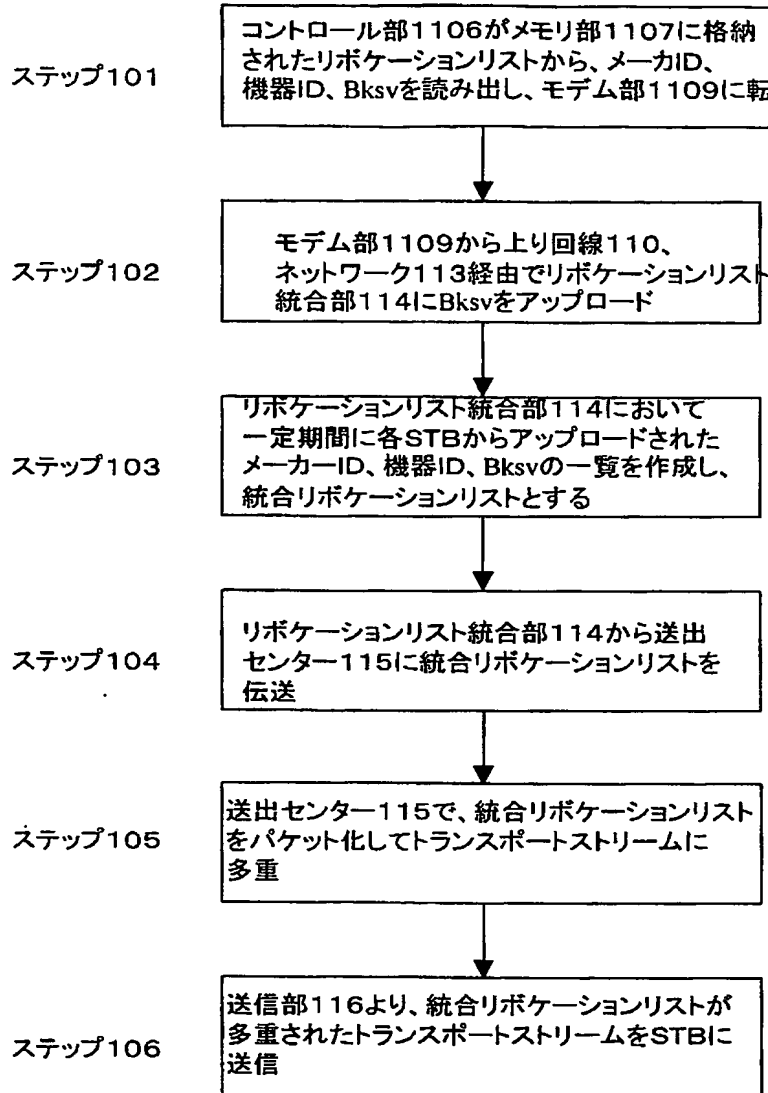 ステップ101
コントロール部1106がメモリ部1107に格納
されたリボケーションリストから、メーカID、
機器ID、Bksvを読み出し、モデム部1109に転
ステップ102
モデム部1109から上り回線110、
ネットワーク113経由でリボケーションリスト
統合部114にBksvをアップロード
ステップ103
リボケーションリスト統合部114において
一定期間に各STBからアップロードされた
メーカーID、機器ID、Bksvの一覧を作成し、
統合リボケーションリストとする
ステップ104
リボケーションリスト統合部114から送出
センター115に統合リボケーションリストを
伝送
ステップ105
送出センター115で、統合リボケーションリスト
をパケット化してトランスポートストリームに
多重
ステップ106
送信部116より、統合リボケーションリストが
多重されたトランスポートストリームをSTBに
送信